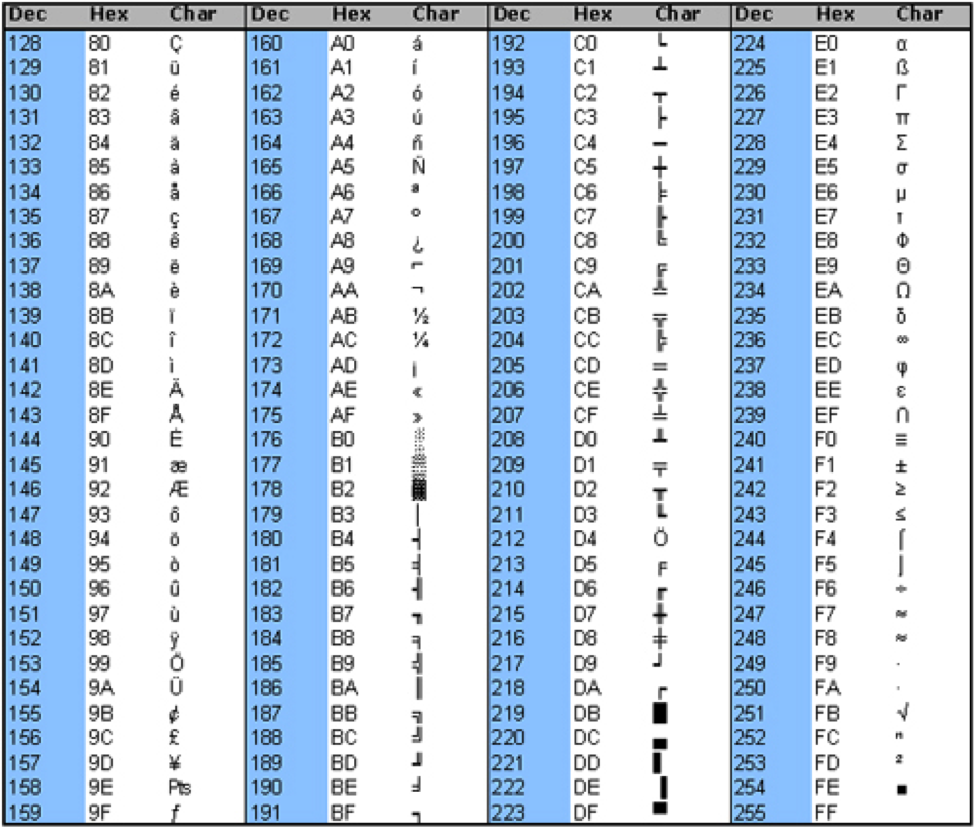 Dec Hex Char Dec Hex Char Dec Hex Char Dec Hex Char
128 80 Ç 160 A0 á 192 C0 └ 224 E0 α
129 81 ü 161 A1 í 193 C1 ┴ 225 E1 ß
130 82 é 162 A2 ó 194 C2 ┬ 226 E2 Γ
131 83 â 163 A3 ú 195 C3 ├ 227 E3 π
132 84 ä 164 A4 ñ 196 C4 ─ 228 E4 Σ
133 85 à 165 A5 Ñ 197 C5 ┼ 229 E5 σ
134 86 å 166 A6 ª 198 C6 ╞ 230 E6 µ
135 87 ç 167 A7 º 199 C7 ╟ 231 E7 τ
136 88 ê 168 A8 ¿ 200 C8 ╚ 232 E8 Φ
137 89 ë 169 A9 ⌐ 201 C9 ╔ 233 E9 Θ
138 8A è 170 AA ¬ 202 CA ╩ 234 EA Ω
139 8B ï 171 AB ½ 203 CB ╦ 235 EB δ
140 8C î 172 AC ¼ 204 CC ╠ 236 EC ∞
141 8D ì 173 AD ¡ 205 CD ═ 237 ED φ
142 8E Ä 174 AE « 206 CE ╬ 238 EE ε
143 8F Å 175 AF » 207 CF ╧ 239 EF ∩
144 90 É 176 B0 ░ 208 D0 ╨ 240 F0 ≡
145 91 æ 177 B1 ▒ 209 D1 ╤ 241 F1 ±
146 92 Æ 178 B2 ▓ 210 D2 ╥ 242 F2 ≥
147 93 ô 179 B3 │ 211 D3 ╙ 243 F3 ≤
148 94 ö 180 B4 ┤ 212 D4 Ö 244 F4 ⌠
149 95 ò 181 B5 ╡ 213 D5 ╒ 245 F5 ⌡
150 96 û 182 B6 ╢ 214 D6 ╓ 246 F6 ÷
151 97 ù 183 B7 ╖ 215 D7 ╫ 247 F7 ≈
152 98 ÿ 184 B8 ╕ 216 D8 ╪ 248 F8 ≈
153 99 Ö 185 B9 ╣ 217 D9 ┘ 249 F9 ·
154 9A Ü 186 BA ║ 218 DA ┌ 250 FA ·
155 9B ¢ 187 BB ╗ 219 DB █ 251 FB √
156 9C £ 188 BC ╝ 220 DC ▄ 252 FC ⁿ
157 9D ¥ 189 BD ╜ 221 DD ▌ 253 FD ²
158 9E Pts 190 BE ╛ 222 DE ▐ 254 FE ■
159 9F ƒ 191 BF ┐ 223 DF ▀ 255 FF